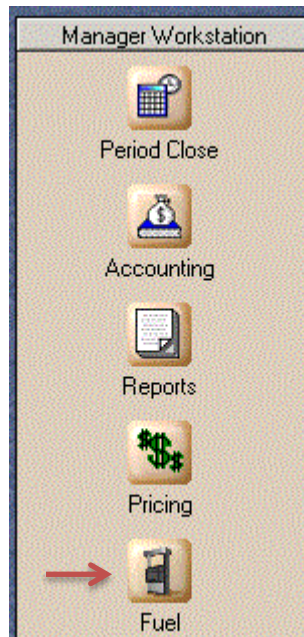 Manager Workstation
Period Close
Accounting
Reports
Pricing
Fuel